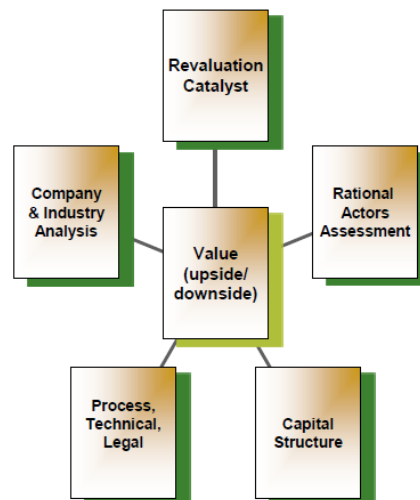 Revaluation
Catalyst
Company
& Industry
Analysis
Rational
Actors
Assessment
Value
(upside/
downside)
Process,
Technical,
Legal
Capital
Structure